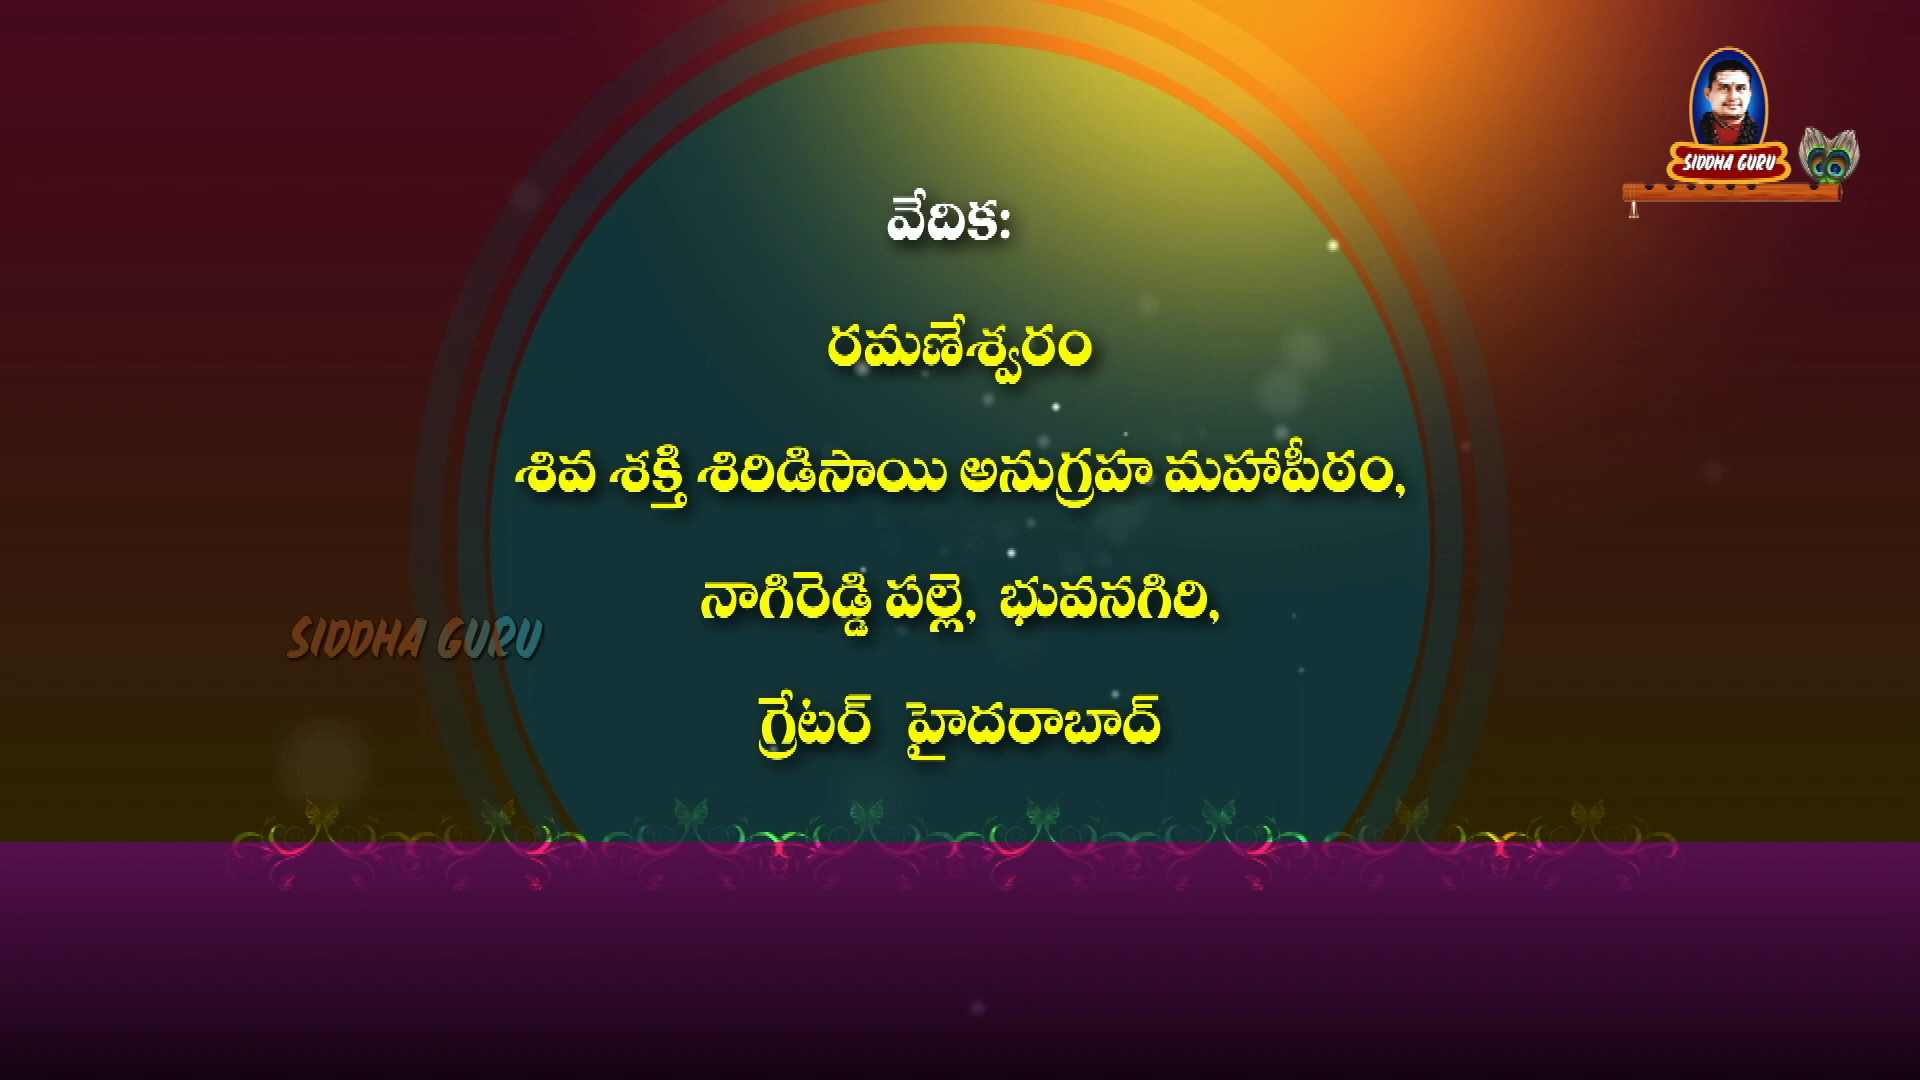 SIDDHA GURU
వేదిక:
రమణేశ్వరం
శివ శక్తి శిరిడిసాయి అనుగ్రహ మహాపీఠం,
నాగిరెడ్డి పల్లె, భువనగిరి,
SIDDHA GURU
గ్రేటర్ హైదరాబాద్